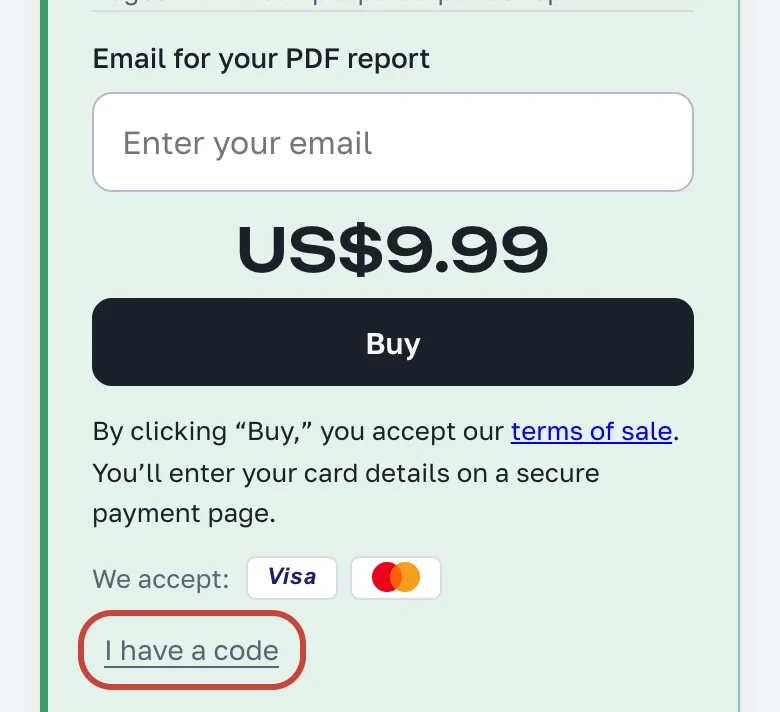 Email for your PDF report
Enter your email
US$9.99
Buy
By clicking “Buy,” you accept our terms of sale.
You’ll enter your card details on a secure
payment page.
We accept: Visa
I have a code